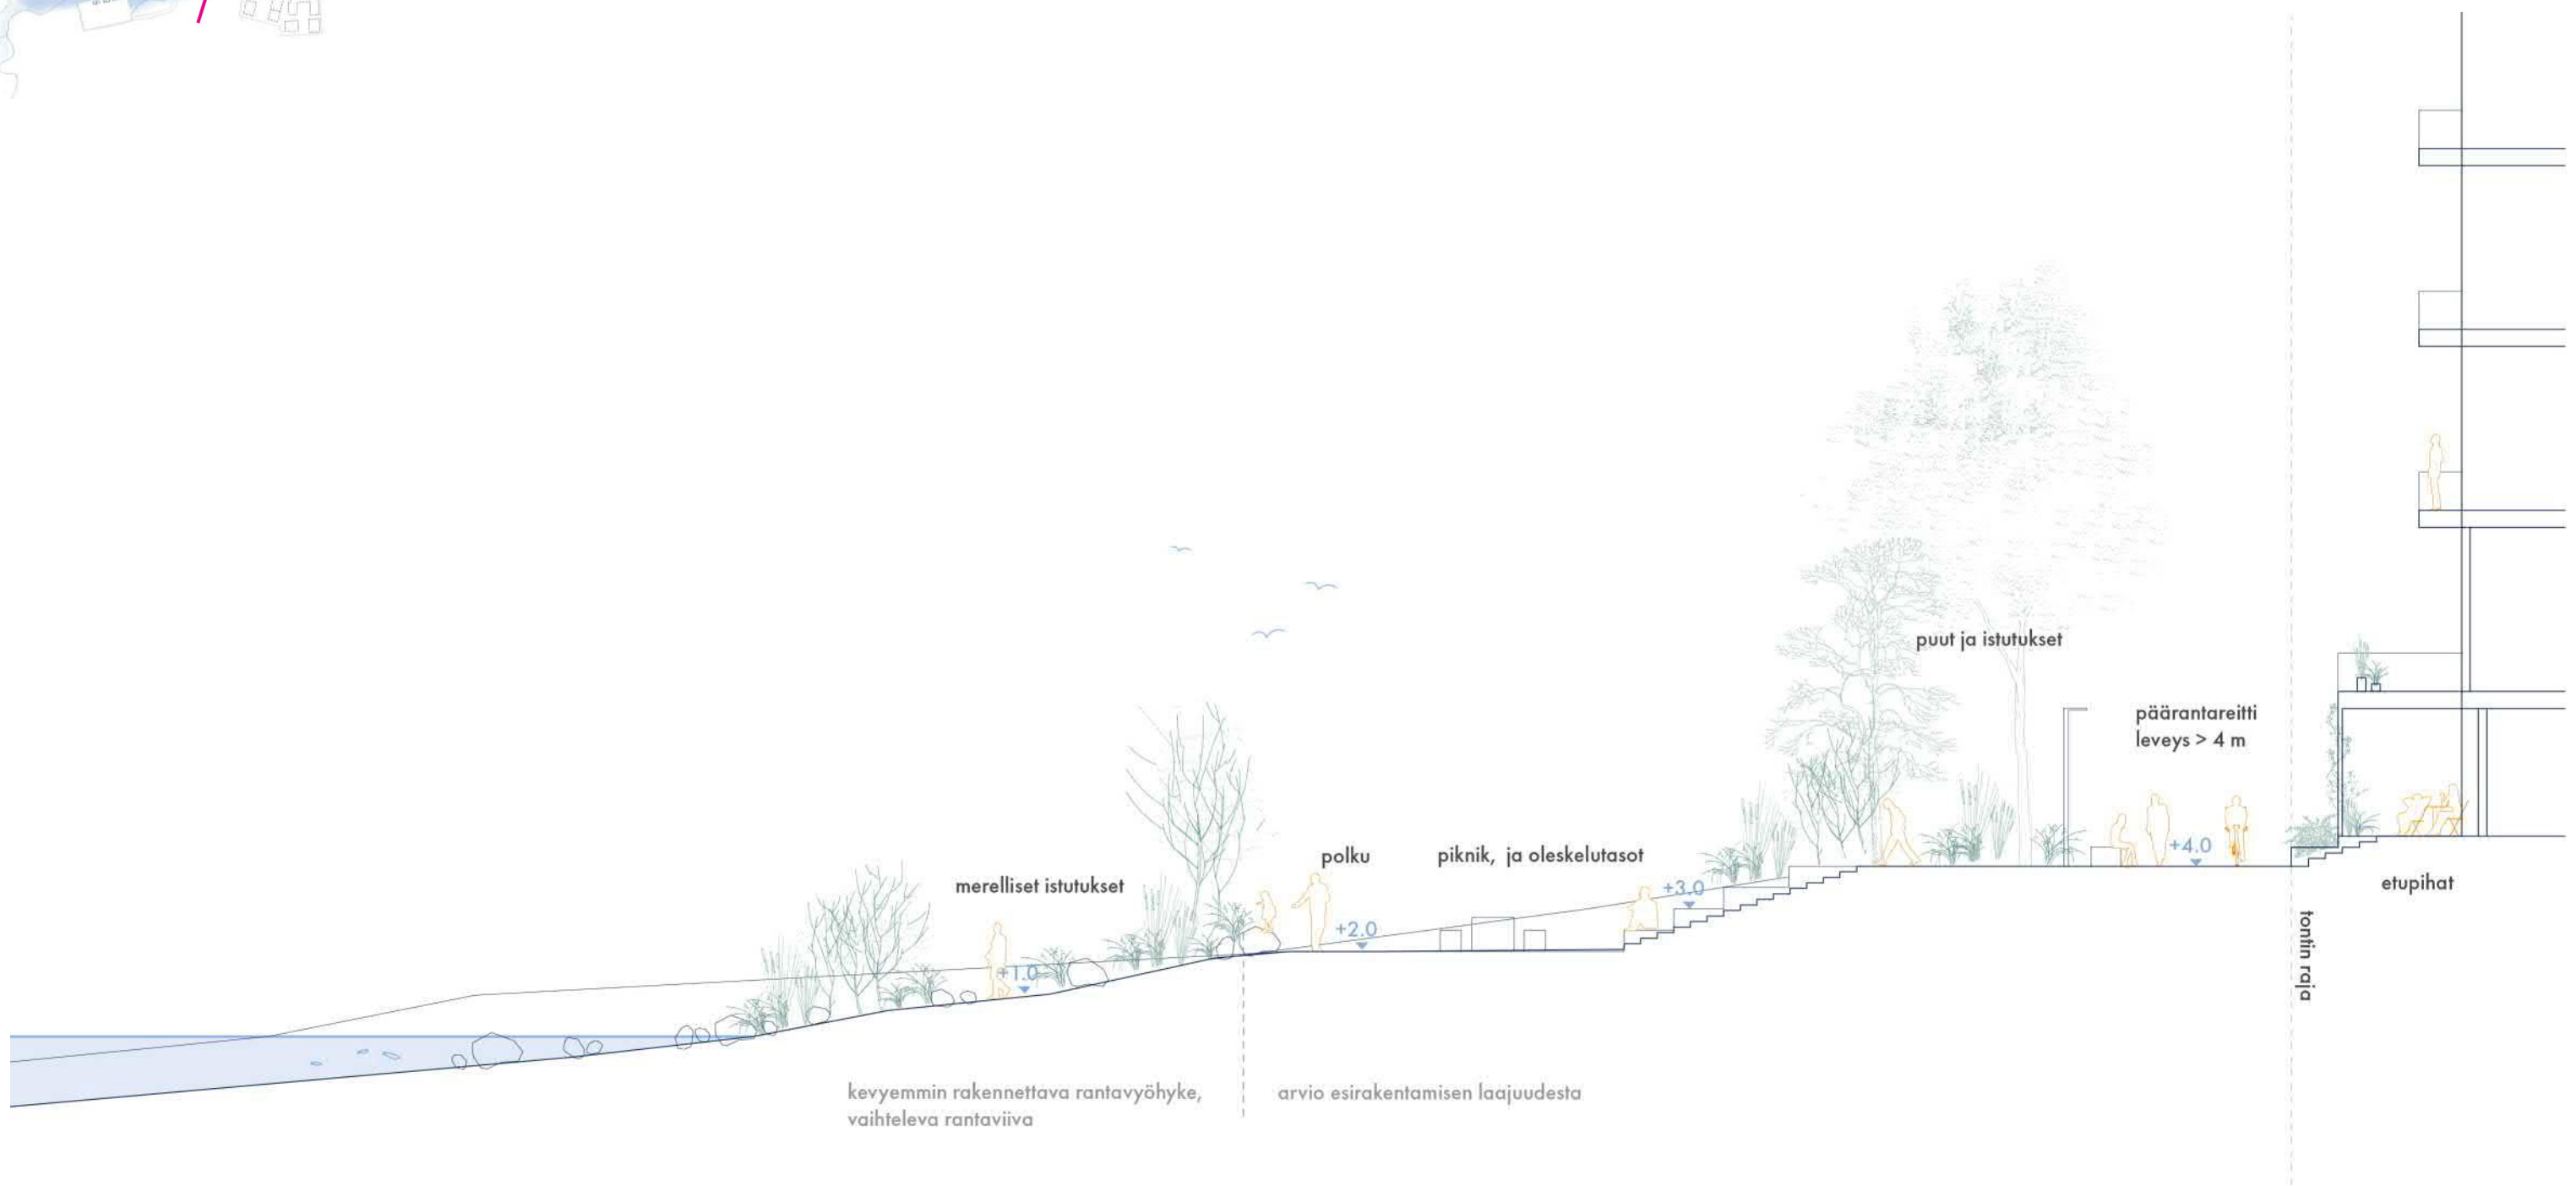 puut ja istutukset
päärantareitti
leveys > 4 m
+4.0
polku
piknik, ja oleskelutasot
merelliset istutukset
+3.0
etupihat
+2.0
tontin raja
+1.0
kevyemmin rakennettava rantavyöhyke,
vaihteleva rantaviiva
arvio esirakentamisen laajuudesta